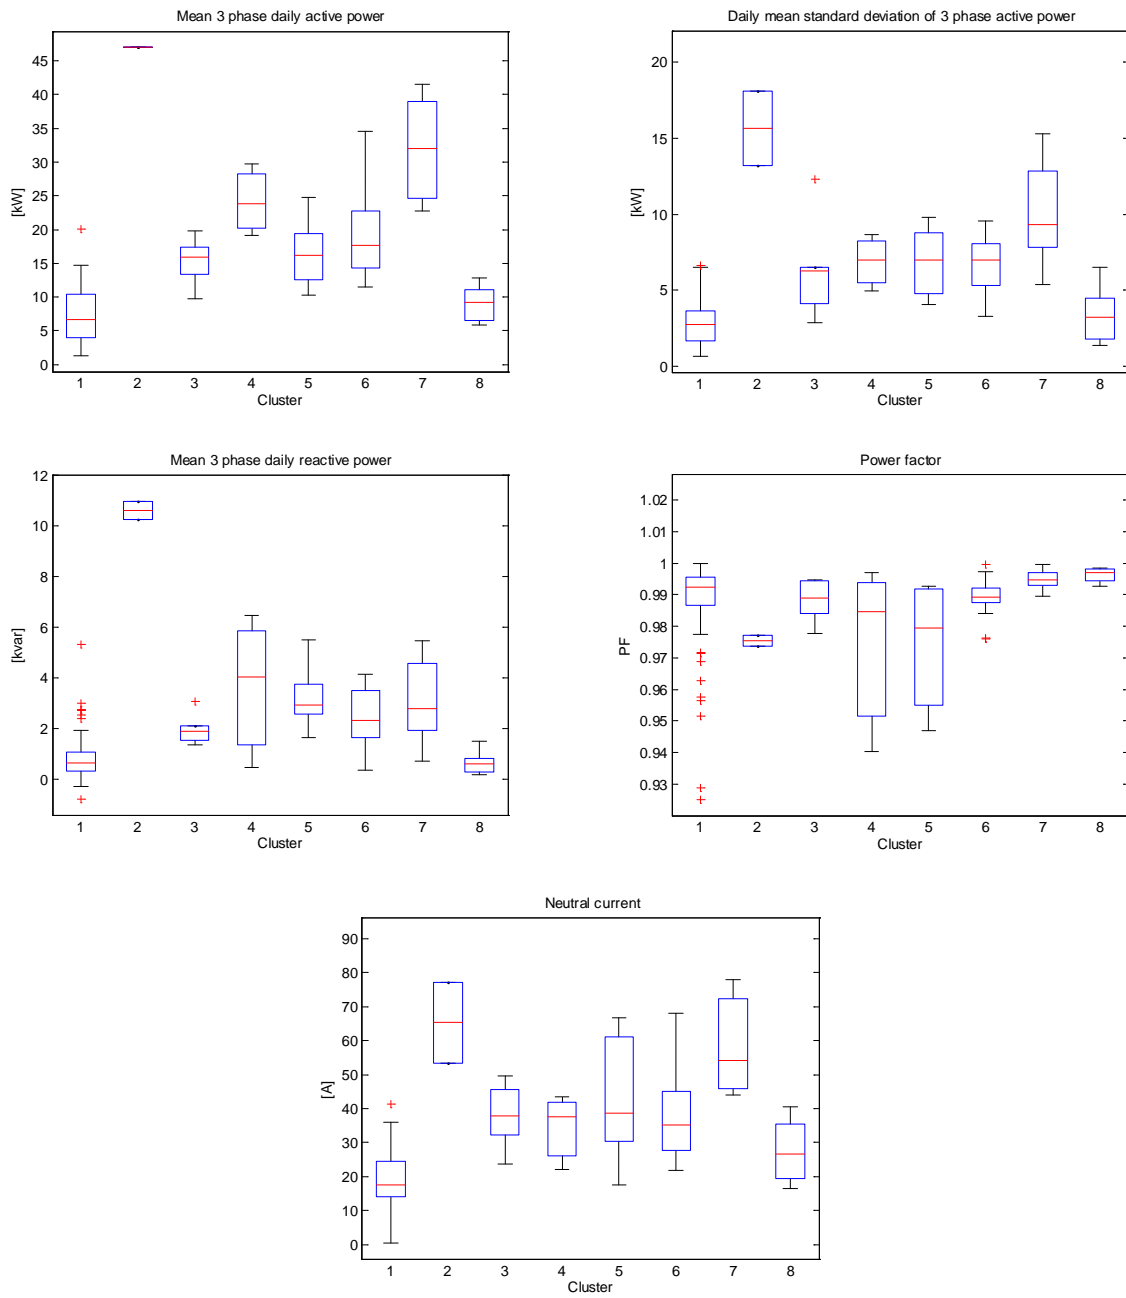 Mean 3 phase daily active power
[kW]
45
40
35
30
25
20
15
10
5
0
1 2 3 4 5 6 7 8
Cluster
Daily mean standard deviation of 3 phase active power
[kW]
20
15
10
5
0
1 2 3 4 5 6 7 8
Cluster
Mean 3 phase daily reactive power
[kvar]
12
10
8
6
4
2
0
1 2 3 4 5 6 7 8
Cluster
Power factor
PF
1.02
1.01
1
0.99
0.98
0.97
0.96
0.95
0.94
0.93
1 2 3 4 5 6 7 8
Cluster
Neutral current
[A]
90
80
70
60
50
40
30
20
10
0
1 2 3 4 5 6 7 8
Cluster